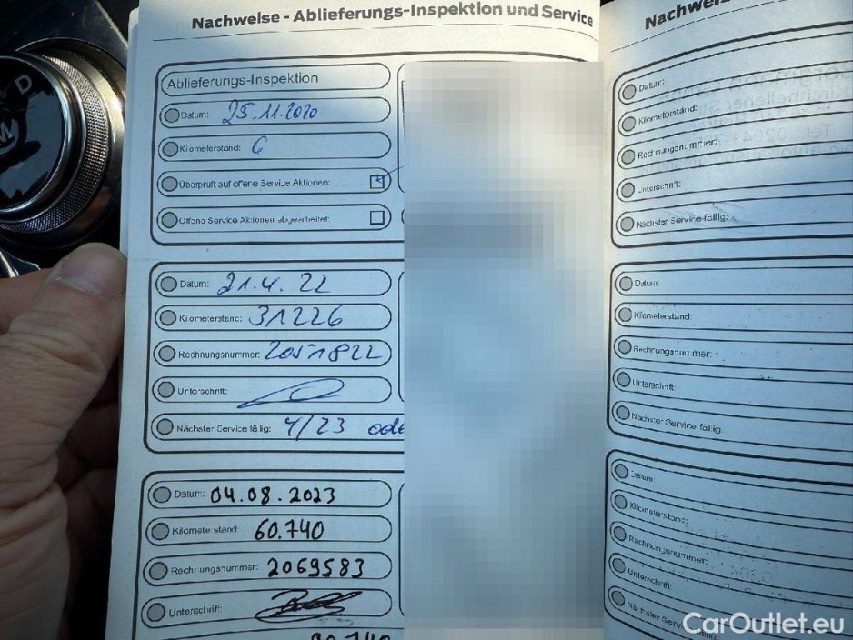 Nachweise - Ablieferungs-Inspektion und Service
Ablieferungs-Inspektion
Datum: 25.11.2020
Kilometerstand: 6
Überprüft auf offene Service Aktionen:
Offene Service Aktionen abgearbeitet:
Datum: 21.4.22
Kilometerstand: 31226
Rechnungsnummer: 2051822
Unterschrift:
Nächster Service fällig: 4/23 ode
Datum: 04.08.2023
Kilometerstand: 60.740
Rechnungsnummer: 2069583
Unterschrift:
90.740
Datum:
Kilometerstand:
Rechnungsnummer:
Unterschrift:
Nächster Service fällig:
Datum:
Kilometerstand:
Rechnungsnummer:
Unterschrift:
Nächster Service fällig:
Datum:
Kilometerstand:
Rechnungsnummer:
Unterschrift:
Nächster
CarOutlet.eu